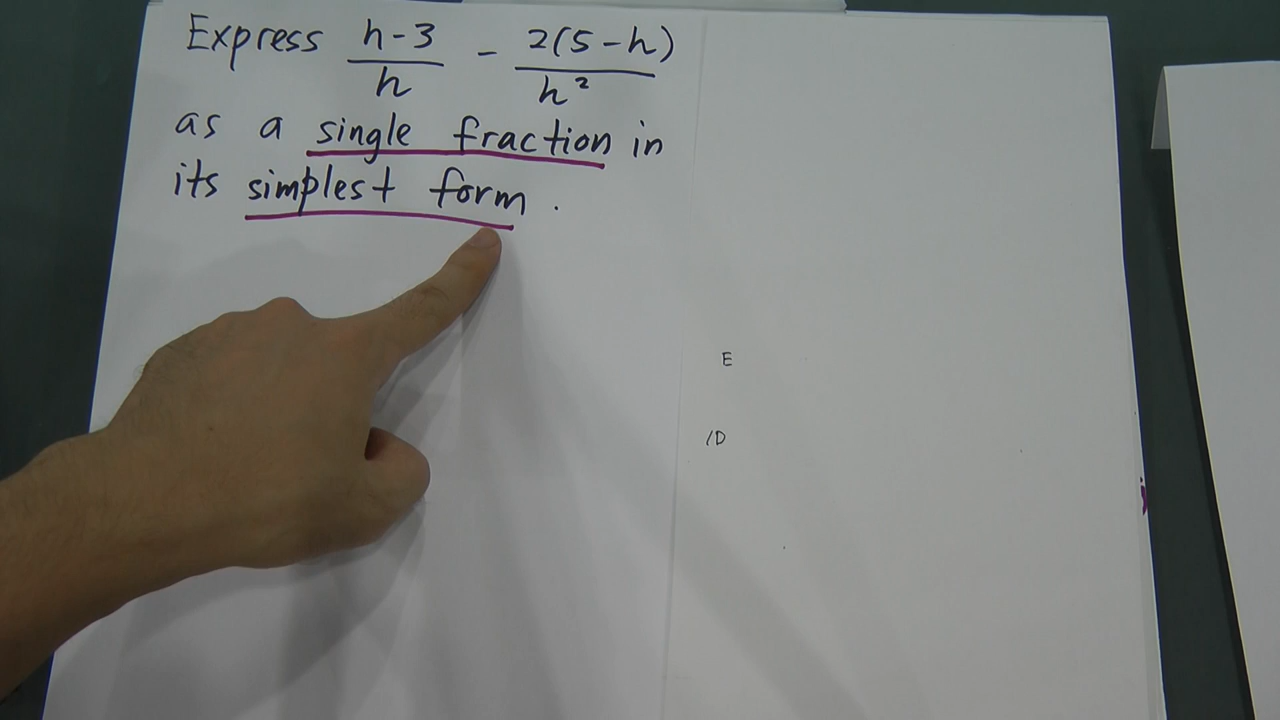 Express h-3/h - 2(5-h)/h²
as a single fraction in
its simplest form.
E
/D